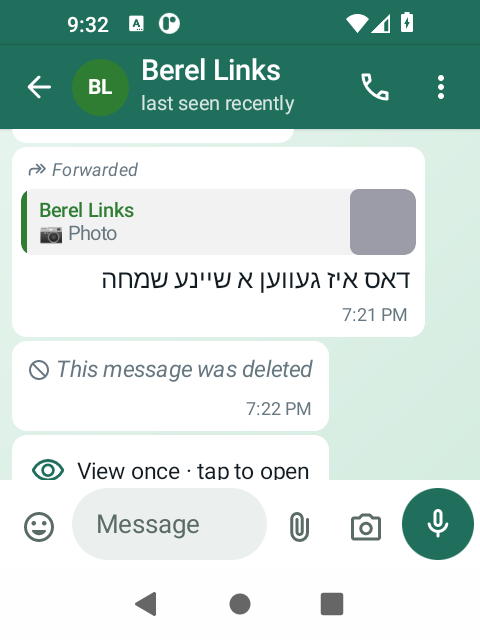 9:32
BL
Berel Links
last seen recently
Forwarded
Berel Links
📷 Photo
דאס איז געווען א שיינע שמחה
7:21 PM
This message was deleted
7:22 PM
View once · tap to open
Message